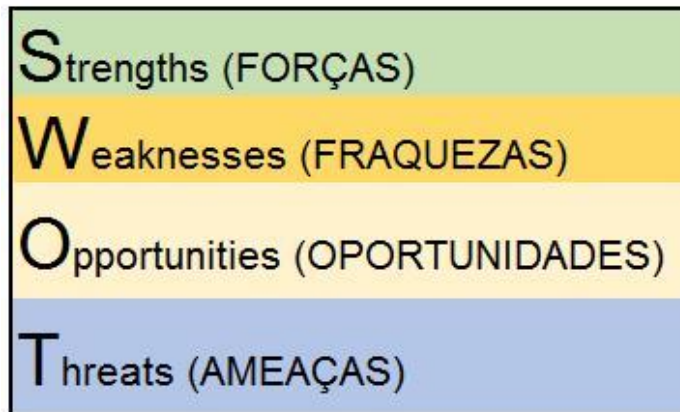 Strengths (FORÇAS)
Weaknesses (FRAQUEZAS)
Opportunities (OPORTUNIDADES)
Threats (AMEAÇAS)